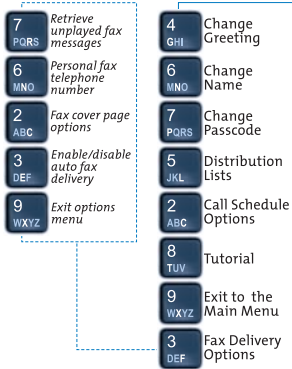 7
PQRS
Retrieve
unplayed fax
messages
6
MNO
Personal fax
telephone
number
2
ABC
Fax cover page
options
3
DEF
Enable/disable
auto fax
delivery
9
WXYZ
Exit options
menu
4
GHI
Change
Greeting
6
MNO
Change
Name
7
PQRS
Change
Passcode
5
JKL
Distribution
Lists
2
ABC
Call Schedule
Options
8
TUV
Tutorial
9
WXYZ
Exit to the
Main Menu
3
DEF
Fax Delivery
Options